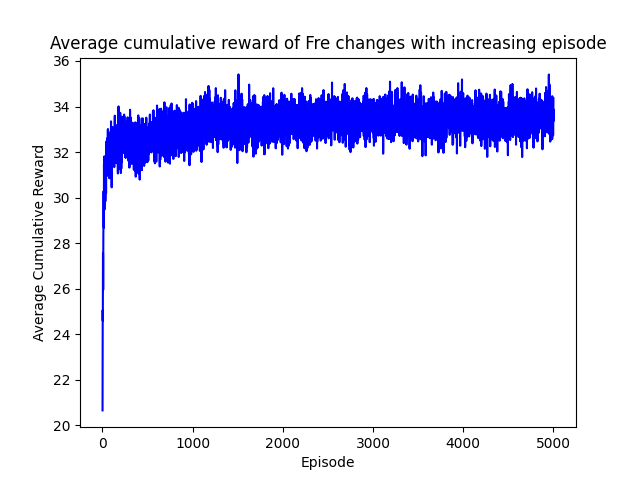 Average cumulative reward of Fre changes with increasing episode
36
34
32
30
28
26
24
22
20
Average Cumulative Reward
0 1000 2000 3000 4000 5000
Episode